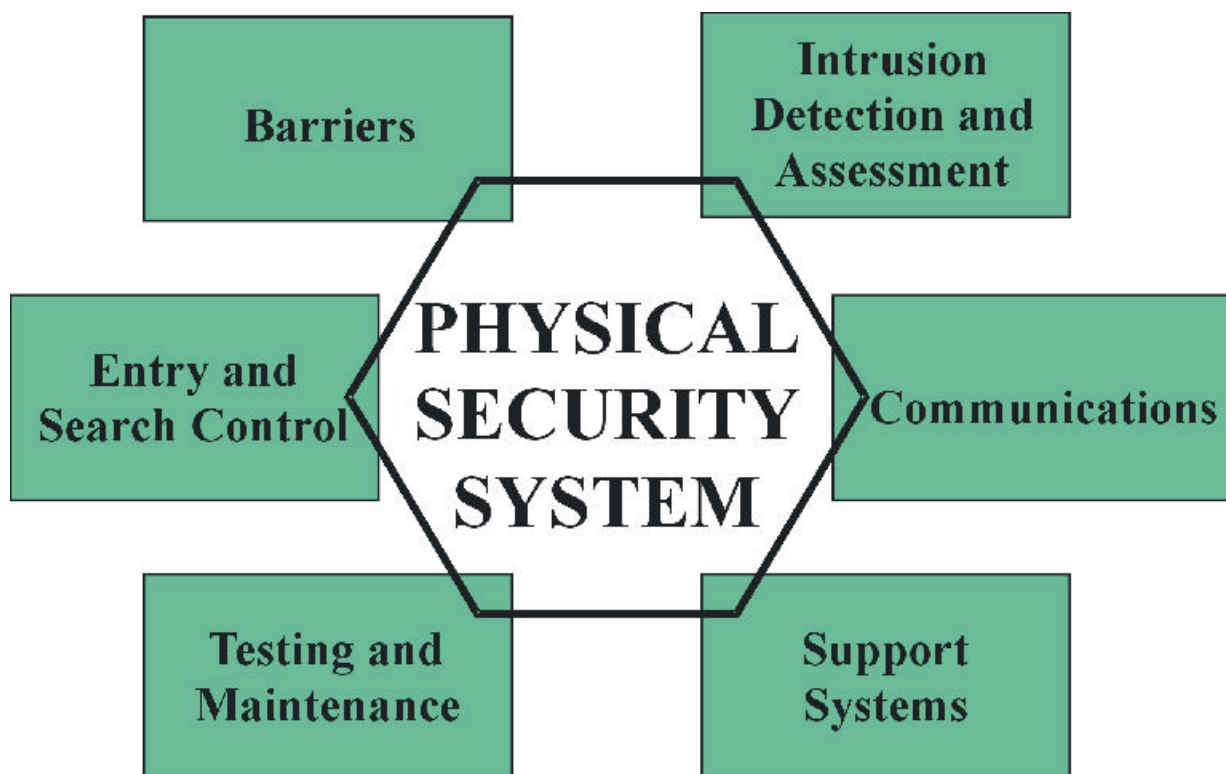 Barriers
Intrusion
Detection and
Assessment
Entry and
Search Control
PHYSICAL
SECURITY
SYSTEM
Communications
Testing and
Maintenance
Support
Systems